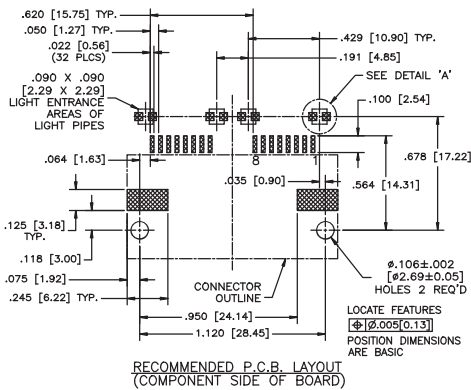 .620 [15.75] TYP.
.050 [1.27] TYP.
.022 [0.56]
(32 PLCS)
.429 [10.90] TYP.
.191 [4.85]
.090 X .090
[2.29 X 2.29]
LIGHT ENTRANCE
AREAS OF
LIGHT PIPES
SEE DETAIL 'A'
.100 [2.54]
.064 [1.63]
8
1
.678 [17.22]
.035 [0.90]
.564 [14.31]
.125 [3.18]
TYP.
.118 [3.00]
.075 [1.92]
.245 [6.22] TYP.
CONNECTOR
OUTLINE
ø.106±.002
[ø2.69±0.05]
HOLES 2 REQ'D
.950 [24.14]
1.120 [28.45]
LOCATE FEATURES
⌖ Ø.005[0.13]
POSITION DIMENSIONS
ARE BASIC
RECOMMENDED P.C.B. LAYOUT
(COMPONENT SIDE OF BOARD)